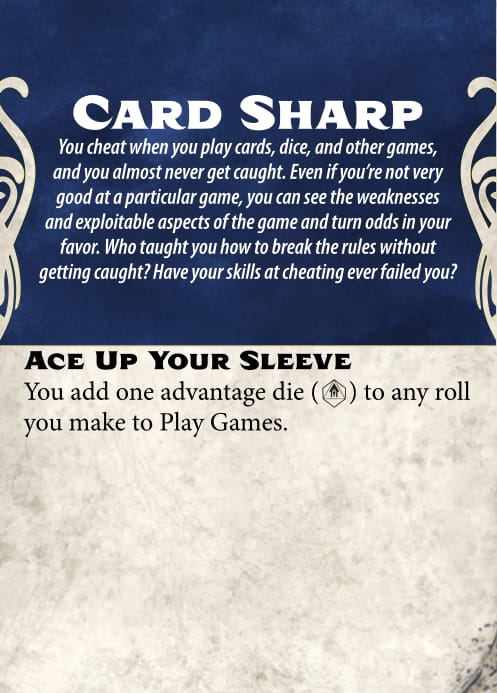 Card Sharp
You cheat when you play cards, dice, and other games,
and you almost never get caught. Even if you’re not very
good at a particular game, you can see the weaknesses
and exploitable aspects of the game and turn odds in your
favor. Who taught you how to break the rules without
getting caught? Have your skills at cheating ever failed you?
Ace Up Your Sleeve
You add one advantage die () to any roll
you make to Play Games.